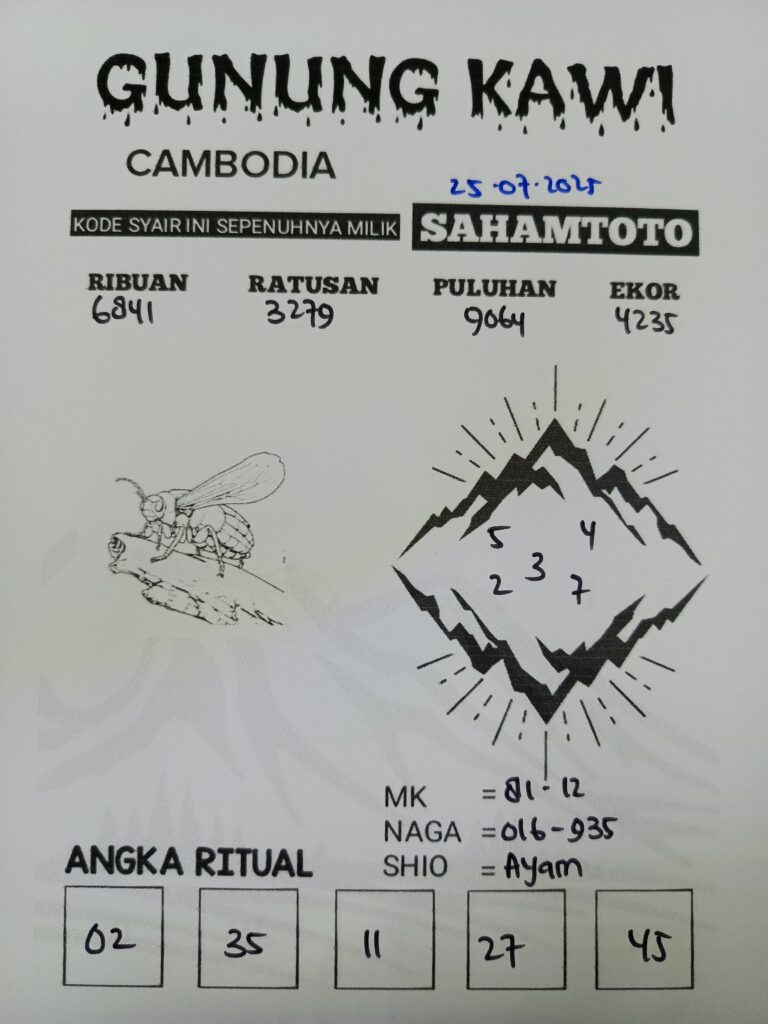 GUNUNG KAWI
CAMBODIA
25-07-2025
KODE SYAIR INI SEPENUHNYA MILIK SAHAMTOTO
RIBUAN RATUSAN PULUHAN EKOR
6841 3279 9064 4235
5 4
3
2 7
MK = 81-12
NAGA = 016-935
SHIO = Ayam
ANGKA RITUAL
02 35 11 27 45